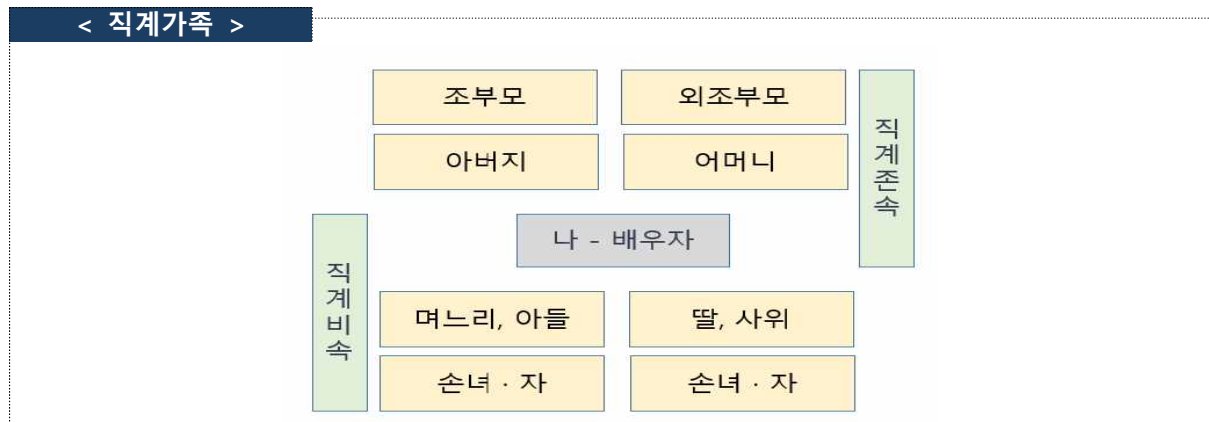 < 직계가족 >
조부모 외조부모
아버지 어머니
직계존속
나 - 배우자
직계비속
며느리, 아들 딸, 사위
손녀 · 자 손녀 · 자